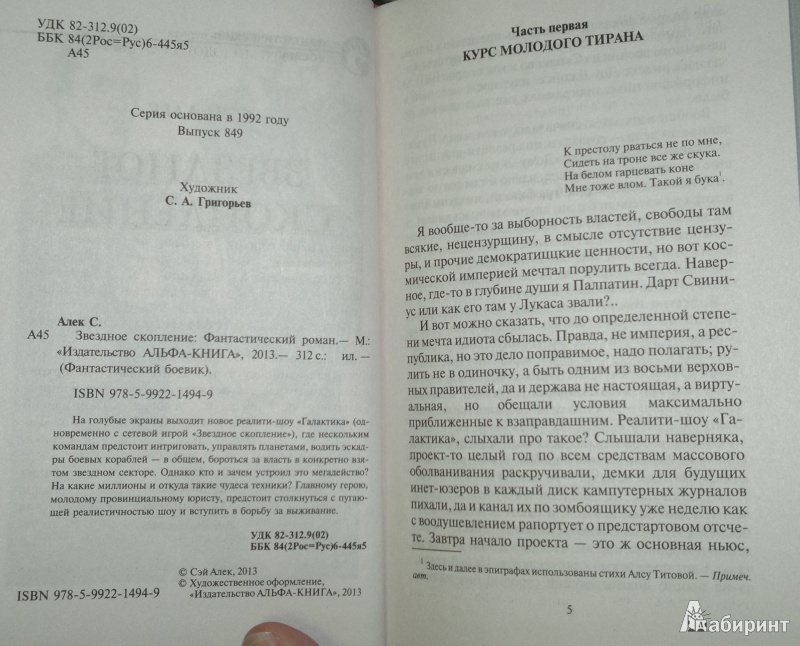 УДК 82-312.9(02)
ББК 84(2Рос=Рус)6-445я5
А45
Серия основана в 1992 году
Выпуск 849
Художник
С. А. Григорьев
Алек С.
А45 Звездное скопление: Фантастический роман.— М.:
«Издательство АЛЬФА-КНИГА», 2013.— 312 с.: ил.—
(Фантастический боевик).
ISBN 978-5-9922-1494-9
На голубые экраны выходит новое реалити-шоу «Галактика» (од-
новременно с сетевой игрой «Звездное скопление»), где нескольким
командам предстоит интриговать, управлять планетами, водить эскад-
ры боевых кораблей — в общем, бороться за власть в конкретно взя-
том звездном секторе. Однако кто и зачем устроил это мегадейство?
На какие миллионы и откуда такие чудеса техники? Главному герою,
молодому провинциальному юристу, предстоит столкнуться с пугаю-
щей реалистичностью шоу и вступить в борьбу за выживание.
УДК 82-312.9(02)
ББК 84(2Рос=Рус)6-445я5
© Сэй Алек, 2013
© Художественное оформление,
ISBN 978-5-9922-1494-9 «Издательство АЛЬФА-КНИГА», 2013
Часть первая
КУРС МОЛОДОГО ТИРАНА
К престолу рваться не по мне,
Сидеть на троне все же скука.
На белом гарцевать коне
Мне тоже влом. Такой я бука¹.
Я вообще-то за выборность властей, свободы там
всякие, нецензурщину, в смысле отсутствие цензу-
ры, и прочие демократиццкие ценности, но вот кос-
мической империей мечтал порулить всегда. Навер-
ное, где-то в глубине души я Палпатин. Дарт Свини-
ус или как его там у Лукаса звали?..
И вот можно сказать, что до определенной степе-
ни мечта идиота сбылась. Правда, не империя, а рес-
публика, но это дело поправимое, надо полагать; ру-
лить не в одиночку, а быть одним из восьми верхов-
ных правителей, да и держава не настоящая, а вирту-
альная, но обещали условия максимально
приближенные к взаправдашним. Реалити-шоу «Га-
лактика», слыхали про такое? Слышали наверняка,
проект-то целый год по всем средствам массового
оболванивания раскручивали, демки для будущих
инет-юзеров в каждый диск кампутерных журналов
пихали, да и канал их по зомбоящику уже неделю как
с воодушевлением рапортует о предстартовом отсче-
те. Завтра начало проекта — это ж основная ньюс,
¹ Здесь и далее в эпиграфах использованы стихи Алсу Титовой. — Примеч.
авт.
5
Лабиринт